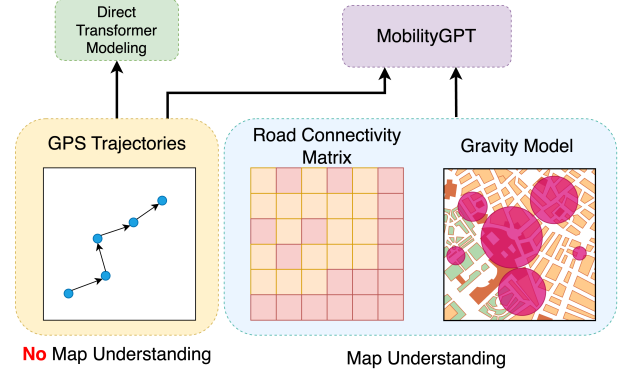 Direct
Transformer
Modeling
MobilityGPT
GPS Trajectories
Road Connectivity
Matrix
Gravity Model
No Map Understanding
Map Understanding